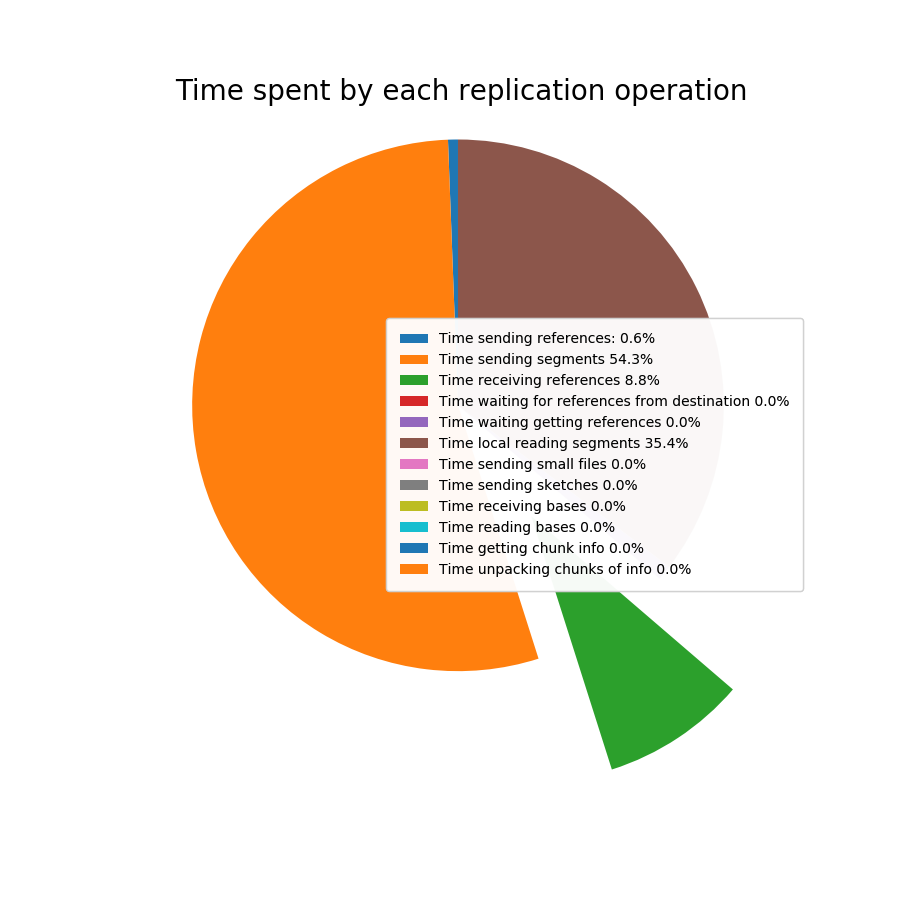 Time spent by each replication operation
Time sending references: 0.6%
Time sending segments 54.3%
Time receiving references 8.8%
Time waiting for references from destination 0.0%
Time waiting getting references 0.0%
Time local reading segments 35.4%
Time sending small files 0.0%
Time sending sketches 0.0%
Time receiving bases 0.0%
Time reading bases 0.0%
Time getting chunk info 0.0%
Time unpacking chunks of info 0.0%